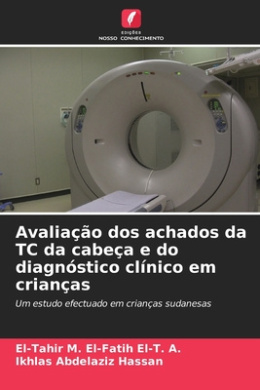 edições
NOSSO CONHECIMENTO
Avaliação dos achados da
TC da cabeça e do
diagnóstico clínico em
crianças
Um estudo efectuado em crianças sudanesas
El-Tahir M. El-Fatih El-T. A.
Ikhlas Abdelaziz Hassan